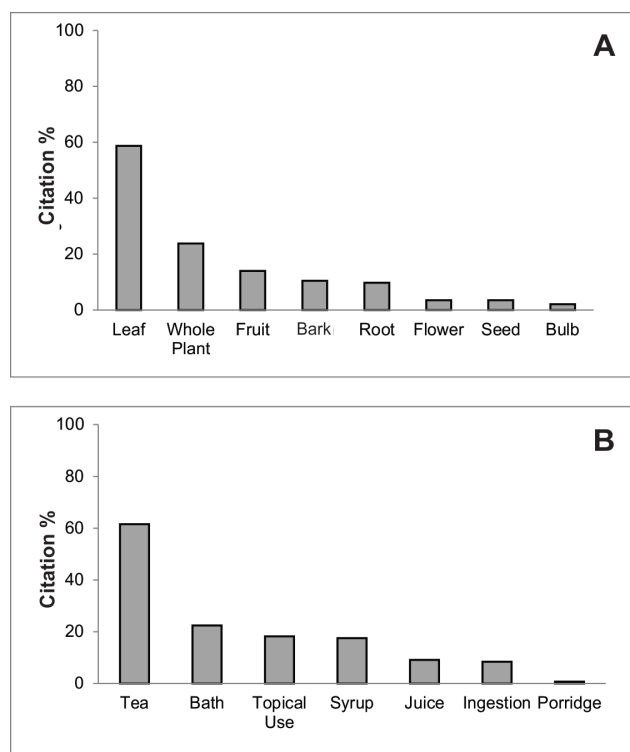 A
100
80
60
40
20
0
Citation %
Leaf Whole Plant Fruit Bark Root Flower Seed Bulb
B
100
80
60
40
20
0
Citation %
Tea Bath Topical Use Syrup Juice Ingestion Porridge